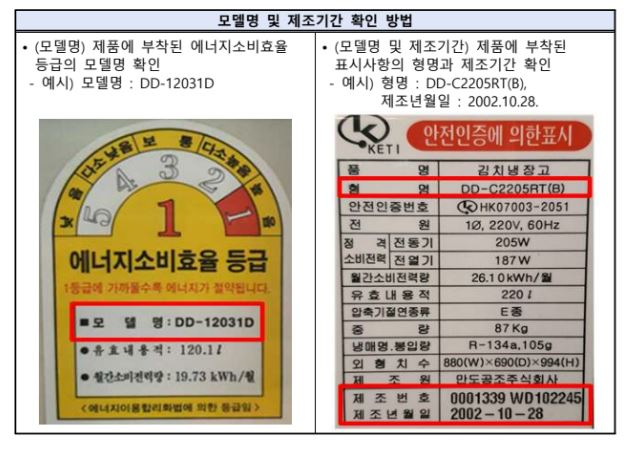 모델명 및 제조기간 확인 방법
• (모델명) 제품에 부착된 에너지소비효율
등급의 모델명 확인
- 예시) 모델명 : DD-12031D
낮음 다소낮음 보통 다소높음 높음
5 4 3 2 1
1
에너지소비효율 등급
1등급에 가까울수록 에너지가 절약됩니다.
■ 모 델 명 : DD-12031D
● 유효내용적 : 120.1 l
● 월간소비전력량 : 19.73 kWh/월
< 에너지이용합리화법에 의한 등급임 >
• (모델명 및 제조기간) 제품에 부착된
표시사항의 형명과 제조기간 확인
- 예시) 형명 : DD-C2205RT(B),
제조년월일 : 2002.10.28.
KETI 안전인증에 의한표시
품 명 김치냉장고
형 명 DD-C2205RT(B)
안전인증번호 HK07003-2051
전 원 1Ø, 220V, 60Hz
정 격 전동기 205W
소비전력 전열기 187W
월간소비전력량 26.10kWh/월
유효내용적 220 l
압축기절연종류 E종
중 량 87Kg
냉매명.봉입량 R-134a,105g
외형치수 880(W)×690(D)×994(H)
제 조 원 만도공조주식회사
제조번호 0001339 WD102245
제조년월일 2002-10-28